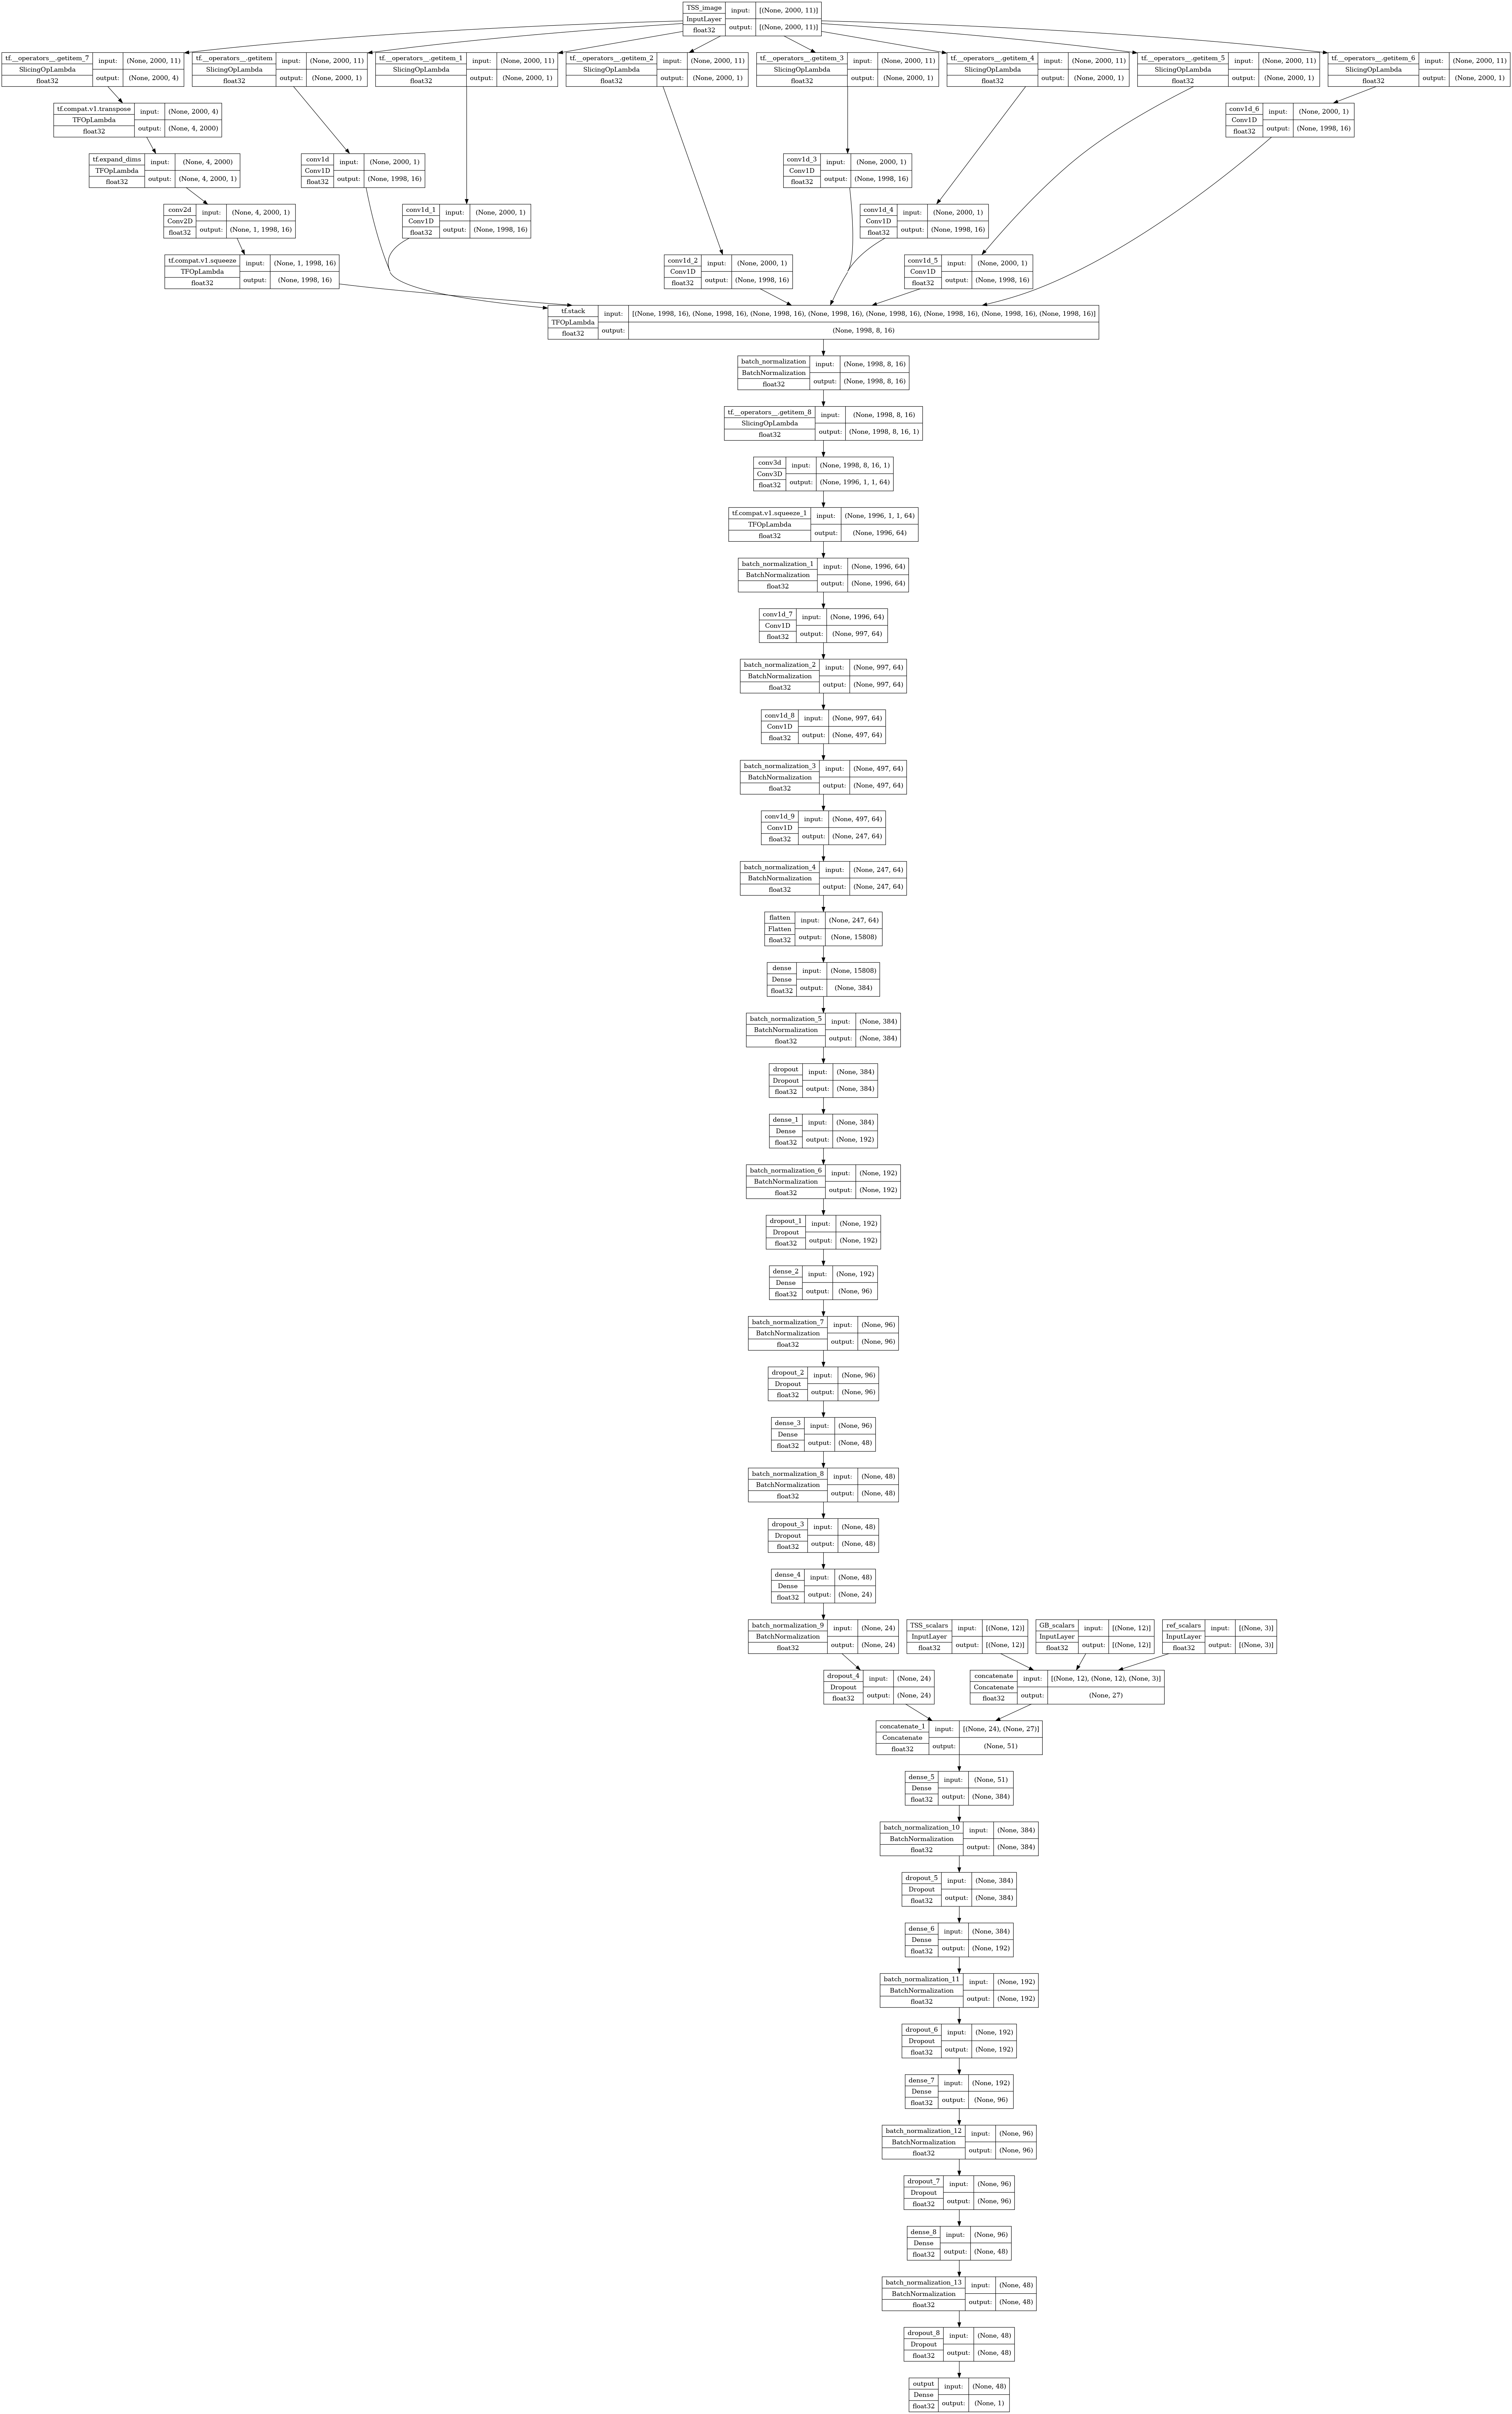 TSS_image
InputLayer
float32
input:
[(None, 2000, 11)]
output:
[(None, 2000, 11)]
tf.__operators__.getitem_7
SlicingOpLambda
float32
input:
(None, 2000, 11)
output:
(None, 2000, 4)
tf.__operators__.getitem
SlicingOpLambda
float32
input:
(None, 2000, 11)
output:
(None, 2000, 1)
tf.__operators__.getitem_1
SlicingOpLambda
float32
input:
(None, 2000, 11)
output:
(None, 2000, 1)
tf.__operators__.getitem_2
SlicingOpLambda
float32
input:
(None, 2000, 11)
output:
(None, 2000, 1)
tf.__operators__.getitem_3
SlicingOpLambda
float32
input:
(None, 2000, 11)
output:
(None, 2000, 1)
tf.__operators__.getitem_4
SlicingOpLambda
float32
input:
(None, 2000, 11)
output:
(None, 2000, 1)
tf.__operators__.getitem_5
SlicingOpLambda
float32
input:
(None, 2000, 11)
output:
(None, 2000, 1)
tf.__operators__.getitem_6
SlicingOpLambda
float32
input:
(None, 2000, 11)
output:
(None, 2000, 1)
tf.compat.v1.transpose
TFOpLambda
float32
input:
(None, 2000, 4)
output:
(None, 4, 2000)
conv1d_6
Conv1D
float32
input:
(None, 2000, 1)
output:
(None, 1998, 16)
tf.expand_dims
TFOpLambda
float32
input:
(None, 4, 2000)
output:
(None, 4, 2000, 1)
conv1d
Conv1D
float32
input:
(None, 2000, 1)
output:
(None, 1998, 16)
conv1d_3
Conv1D
float32
input:
(None, 2000, 1)
output:
(None, 1998, 16)
conv2d
Conv2D
float32
input:
(None, 4, 2000, 1)
output:
(None, 1, 1998, 16)
conv1d_1
Conv1D
float32
input:
(None, 2000, 1)
output:
(None, 1998, 16)
conv1d_4
Conv1D
float32
input:
(None, 2000, 1)
output:
(None, 1998, 16)
tf.compat.v1.squeeze
TFOpLambda
float32
input:
(None, 1, 1998, 16)
output:
(None, 1998, 16)
conv1d_2
Conv1D
float32
input:
(None, 2000, 1)
output:
(None, 1998, 16)
conv1d_5
Conv1D
float32
input:
(None, 2000, 1)
output:
(None, 1998, 16)
tf.stack
TFOpLambda
float32
input:
[(None, 1998, 16), (None, 1998, 16), (None, 1998, 16), (None, 1998, 16), (None, 1998, 16), (None, 1998, 16), (None, 1998, 16), (None, 1998, 16)]
output:
(None, 1998, 8, 16)
batch_normalization
BatchNormalization
float32
input:
(None, 1998, 8, 16)
output:
(None, 1998, 8, 16)
tf.__operators__.getitem_8
SlicingOpLambda
float32
input:
(None, 1998, 8, 16)
output:
(None, 1998, 8, 16, 1)
conv3d
Conv3D
float32
input:
(None, 1998, 8, 16, 1)
output:
(None, 1996, 1, 1, 64)
tf.compat.v1.squeeze_1
TFOpLambda
float32
input:
(None, 1996, 1, 1, 64)
output:
(None, 1996, 64)
batch_normalization_1
BatchNormalization
float32
input:
(None, 1996, 64)
output:
(None, 1996, 64)
conv1d_7
Conv1D
float32
input:
(None, 1996, 64)
output:
(None, 997, 64)
batch_normalization_2
BatchNormalization
float32
input:
(None, 997, 64)
output:
(None, 997, 64)
conv1d_8
Conv1D
float32
input:
(None, 997, 64)
output:
(None, 497, 64)
batch_normalization_3
BatchNormalization
float32
input:
(None, 497, 64)
output:
(None, 497, 64)
conv1d_9
Conv1D
float32
input:
(None, 497, 64)
output:
(None, 247, 64)
batch_normalization_4
BatchNormalization
float32
input:
(None, 247, 64)
output:
(None, 247, 64)
flatten
Flatten
float32
input:
(None, 247, 64)
output:
(None, 15808)
dense
Dense
float32
input:
(None, 15808)
output:
(None, 384)
batch_normalization_5
BatchNormalization
float32
input:
(None, 384)
output:
(None, 384)
dropout
Dropout
float32
input:
(None, 384)
output:
(None, 384)
dense_1
Dense
float32
input:
(None, 384)
output:
(None, 192)
batch_normalization_6
BatchNormalization
float32
input:
(None, 192)
output:
(None, 192)
dropout_1
Dropout
float32
input:
(None, 192)
output:
(None, 192)
dense_2
Dense
float32
input:
(None, 192)
output:
(None, 96)
batch_normalization_7
BatchNormalization
float32
input:
(None, 96)
output:
(None, 96)
dropout_2
Dropout
float32
input:
(None, 96)
output:
(None, 96)
dense_3
Dense
float32
input:
(None, 96)
output:
(None, 48)
batch_normalization_8
BatchNormalization
float32
input:
(None, 48)
output:
(None, 48)
dropout_3
Dropout
float32
input:
(None, 48)
output:
(None, 48)
dense_4
Dense
float32
input:
(None, 48)
output:
(None, 24)
batch_normalization_9
BatchNormalization
float32
input:
(None, 24)
output:
(None, 24)
TSS_scalars
InputLayer
float32
input:
[(None, 12)]
output:
[(None, 12)]
GB_scalars
InputLayer
float32
input:
[(None, 12)]
output:
[(None, 12)]
ref_scalars
InputLayer
float32
input:
[(None, 3)]
output:
[(None, 3)]
dropout_4
Dropout
float32
input:
(None, 24)
output:
(None, 24)
concatenate
Concatenate
float32
input:
[(None, 12), (None, 12), (None, 3)]
output:
(None, 27)
concatenate_1
Concatenate
float32
input:
[(None, 24), (None, 27)]
output:
(None, 51)
dense_5
Dense
float32
input:
(None, 51)
output:
(None, 384)
batch_normalization_10
BatchNormalization
float32
input:
(None, 384)
output:
(None, 384)
dropout_5
Dropout
float32
input:
(None, 384)
output:
(None, 384)
dense_6
Dense
float32
input:
(None, 384)
output:
(None, 192)
batch_normalization_11
BatchNormalization
float32
input:
(None, 192)
output:
(None, 192)
dropout_6
Dropout
float32
input:
(None, 192)
output:
(None, 192)
dense_7
Dense
float32
input:
(None, 192)
output:
(None, 96)
batch_normalization_12
BatchNormalization
float32
input:
(None, 96)
output:
(None, 96)
dropout_7
Dropout
float32
input:
(None, 96)
output:
(None, 96)
dense_8
Dense
float32
input:
(None, 96)
output:
(None, 48)
batch_normalization_13
BatchNormalization
float32
input:
(None, 48)
output:
(None, 48)
dropout_8
Dropout
float32
input:
(None, 48)
output:
(None, 48)
output
Dense
float32
input:
(None, 48)
output:
(None, 1)